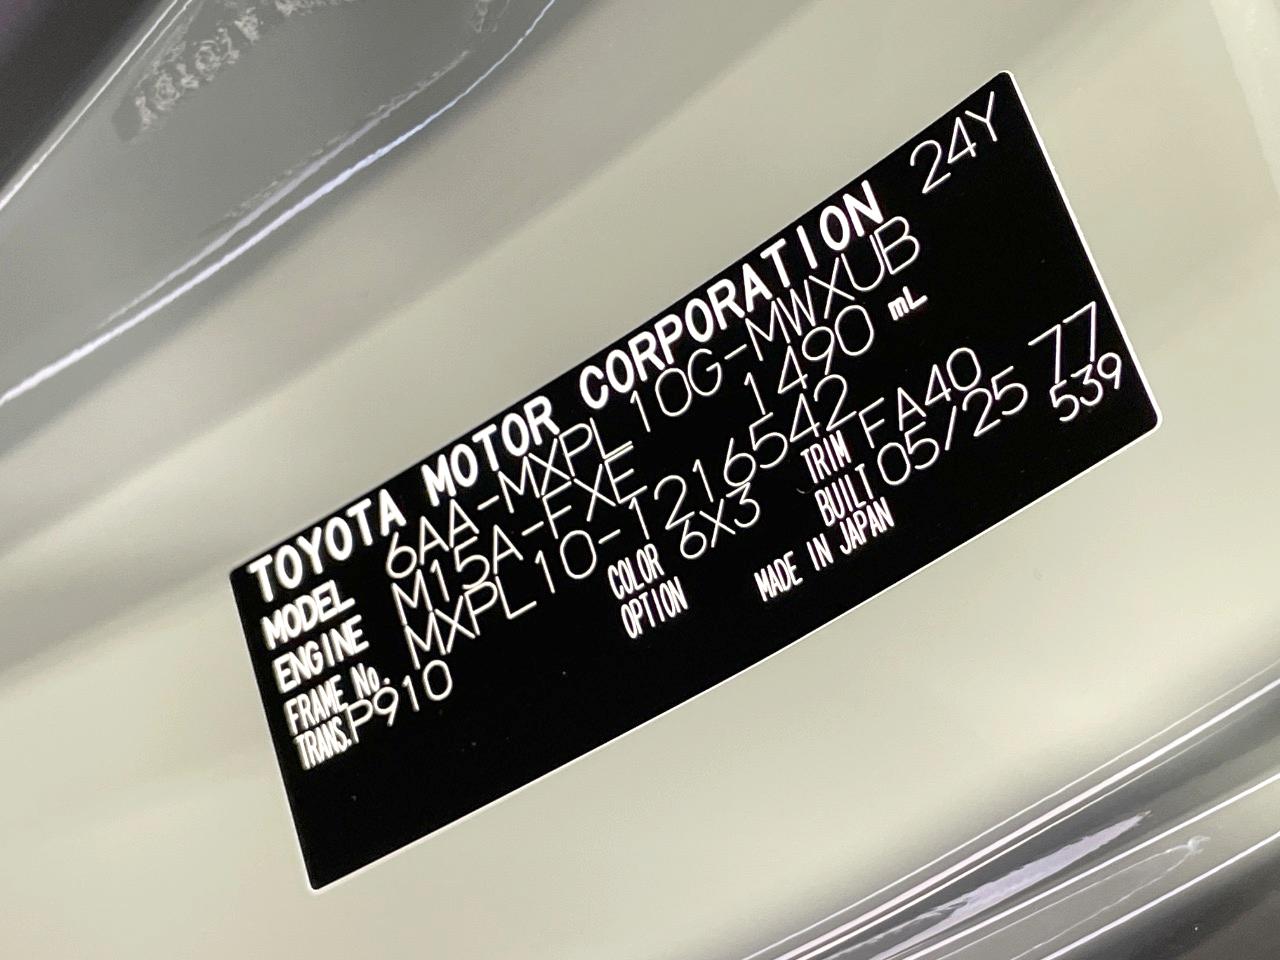 TOYOTA MOTOR CORPORATION 24Y
MODEL 6AA-MXPL10G-MWXUB
ENGINE M15A-FXE 1490 mL
FRAME No. MXPL10-1216542
TRANS. P910 COLOR 6X3 TRIM FA40 77
OPTION BUILT 05/25 539
MADE IN JAPAN